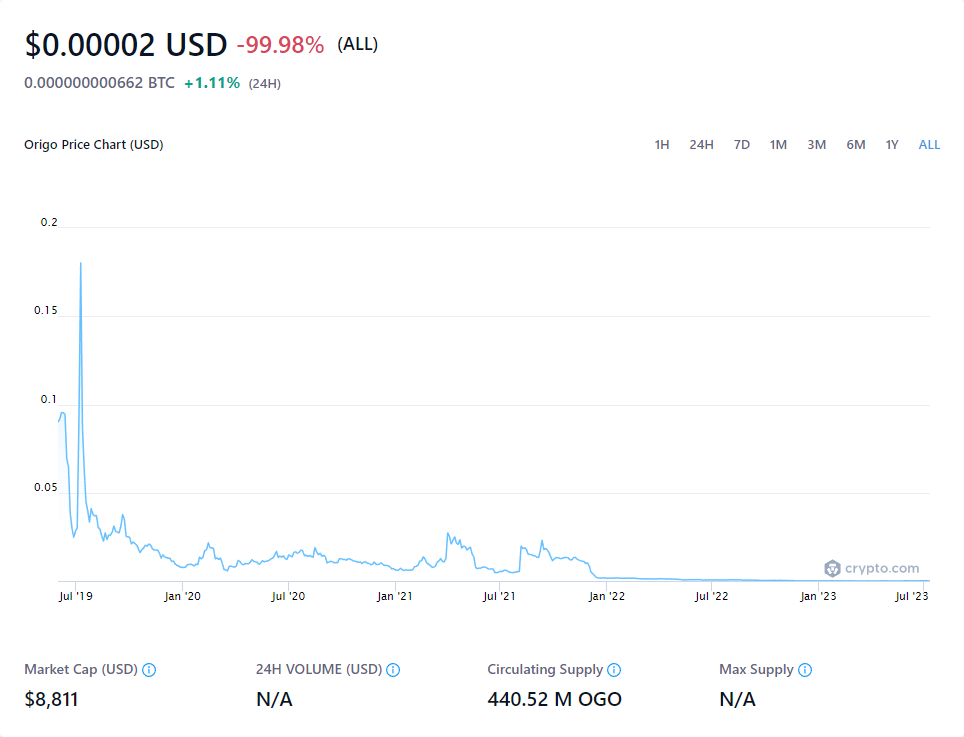 $0.00002 USD -99.98% (ALL)
0.000000000662 BTC +1.11% (24H)
Origo Price Chart (USD) 1H 24H 7D 1M 3M 6M 1Y ALL
0.2
0.15
0.1
0.05
crypto.com
Jul '19 Jan '20 Jul '20 Jan '21 Jul '21 Jan '22 Jul '22 Jan '23 Jul '23
Market Cap (USD) 24H VOLUME (USD) Circulating Supply Max Supply
$8,811 N/A 440.52 M OGO N/A